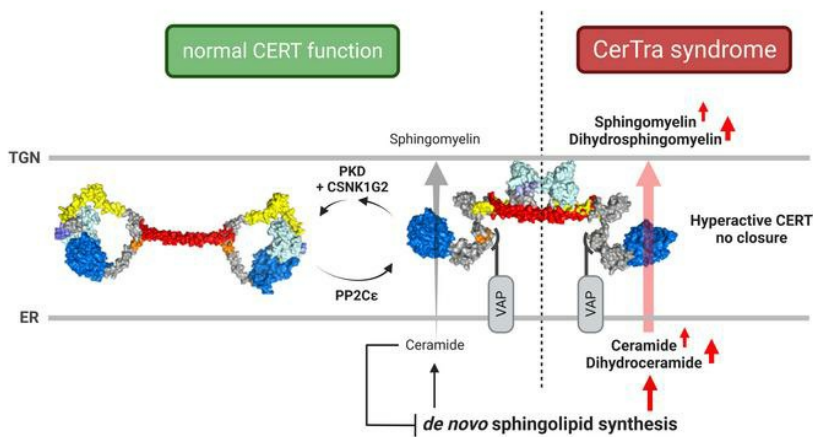 normal CERT function
CerTra syndrome
Sphingomyelin
Sphingomyelin
Dihydrosphingomyelin
TGN
PKD
+ CSNK1G2
Hyperactive CERT
no closure
PP2Cε
VAP
VAP
ER
Ceramide
Ceramide
Dihydroceramide
de novo sphingolipid synthesis